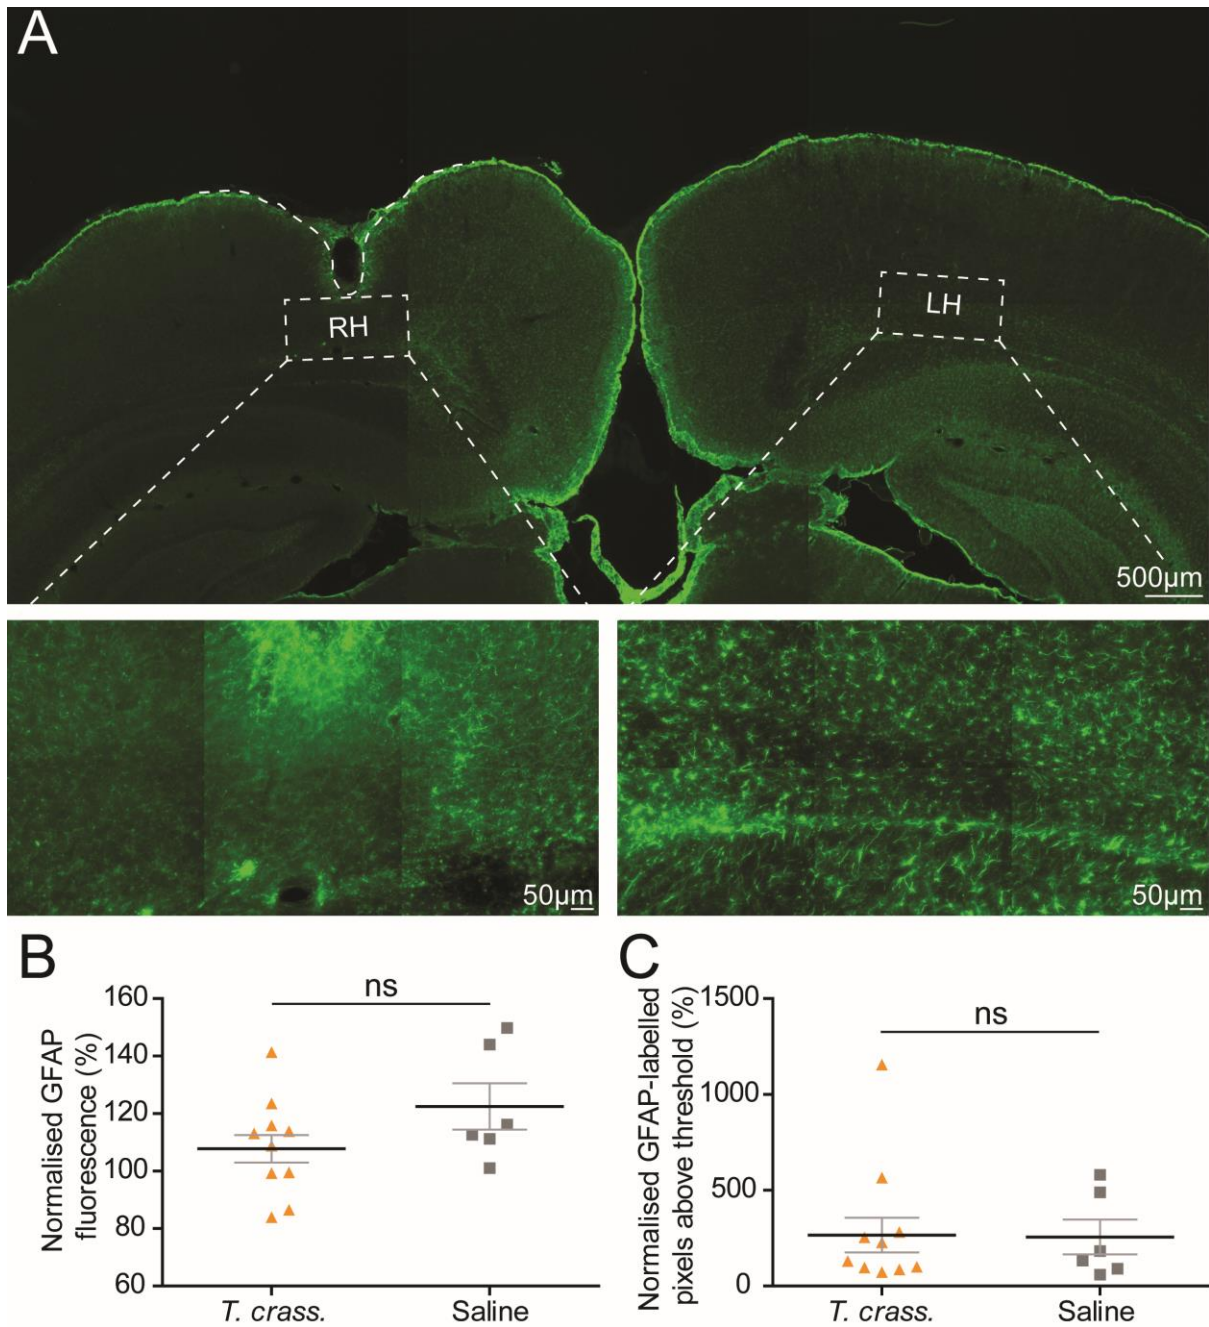 A
RH
LH
500µm
50µm
50µm
B
Normalised GFAP
fluorescence (%)
160
140
120
100
80
60
ns
T. crass.
Saline
C
Normalised GFAP-labelled
pixels above threshold (%)
1500
1000
500
0
ns
T. crass.
Saline